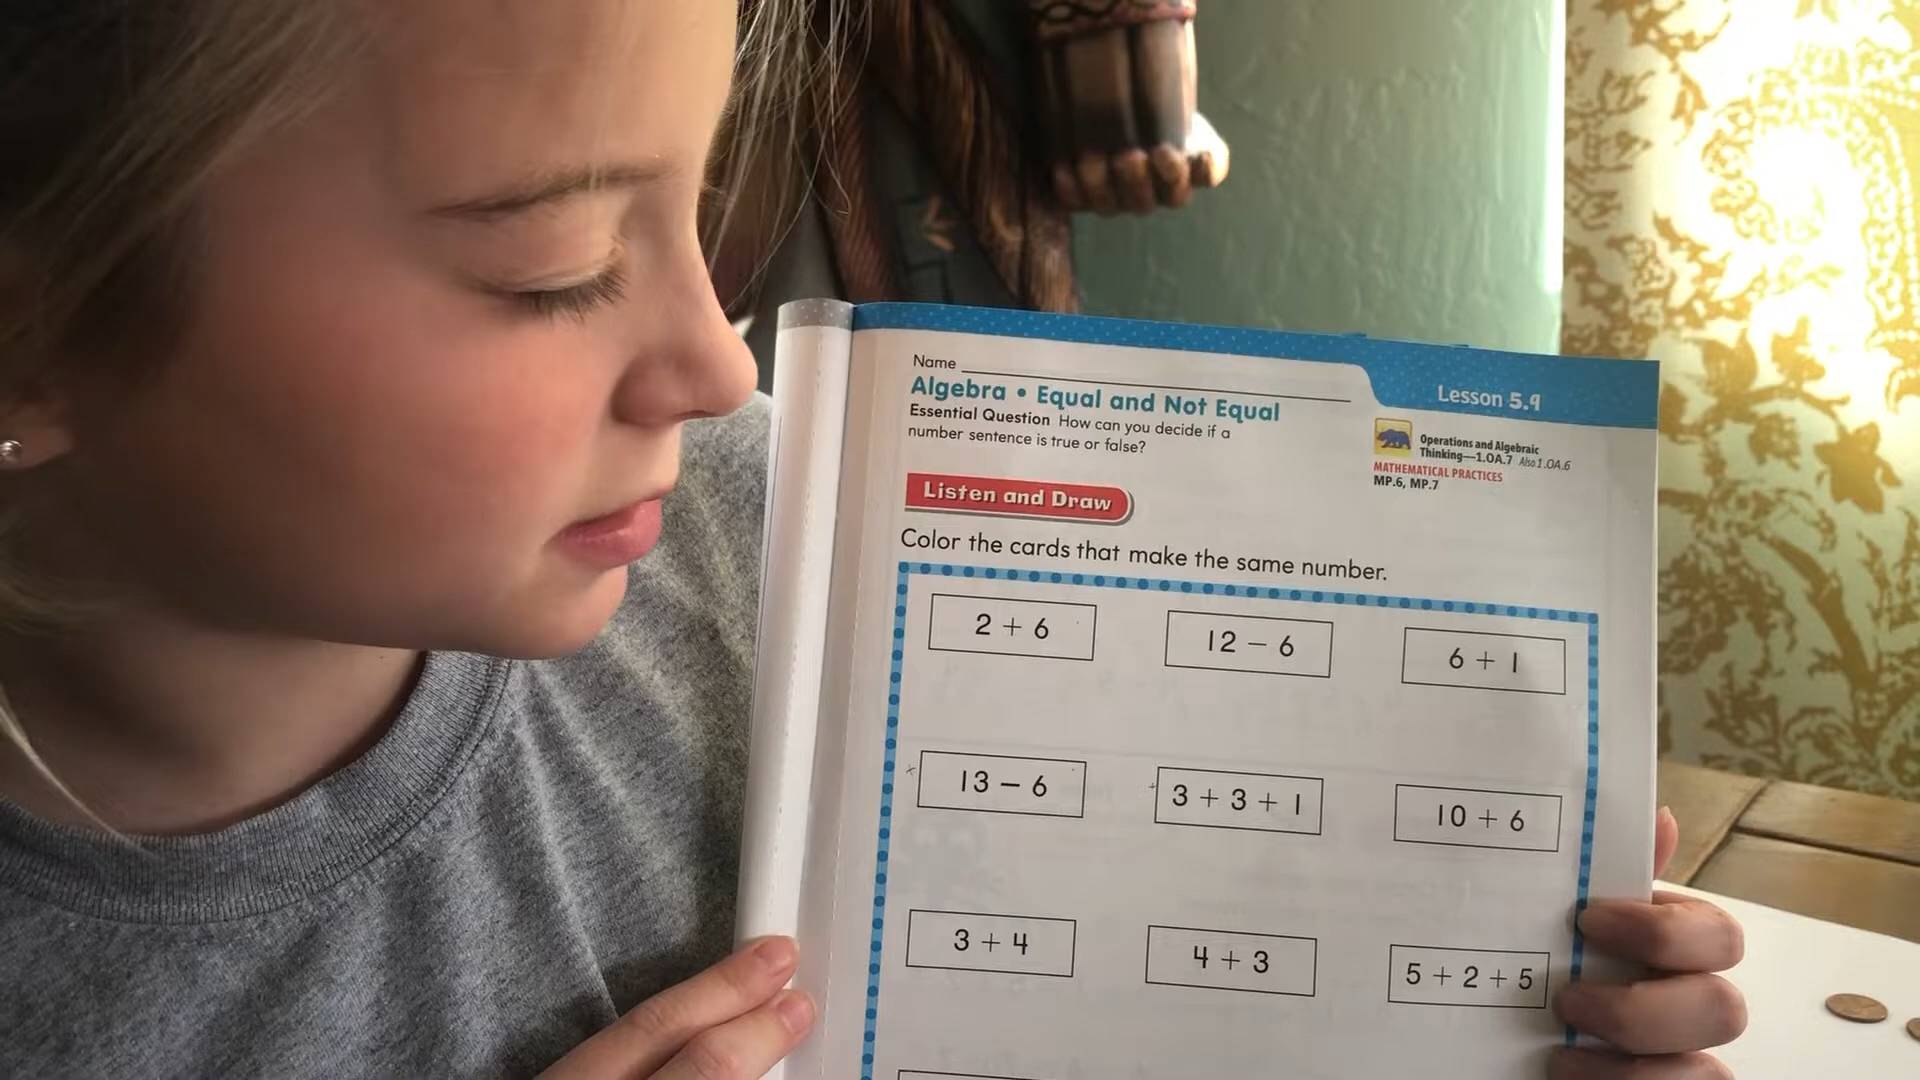 Name
Algebra • Equal and Not Equal
Essential Question How can you decide if a
number sentence is true or false?
Lesson 5.9
Operations and Algebraic
Thinking—1.OA.7 Also 1.OA.6
MATHEMATICAL PRACTICES
MP.6, MP.7
Listen and Draw
Color the cards that make the same number.
2 + 6
12 − 6
6 + 1
13 − 6
3 + 3 + 1
10 + 6
3 + 4
4 + 3
5 + 2 + 5